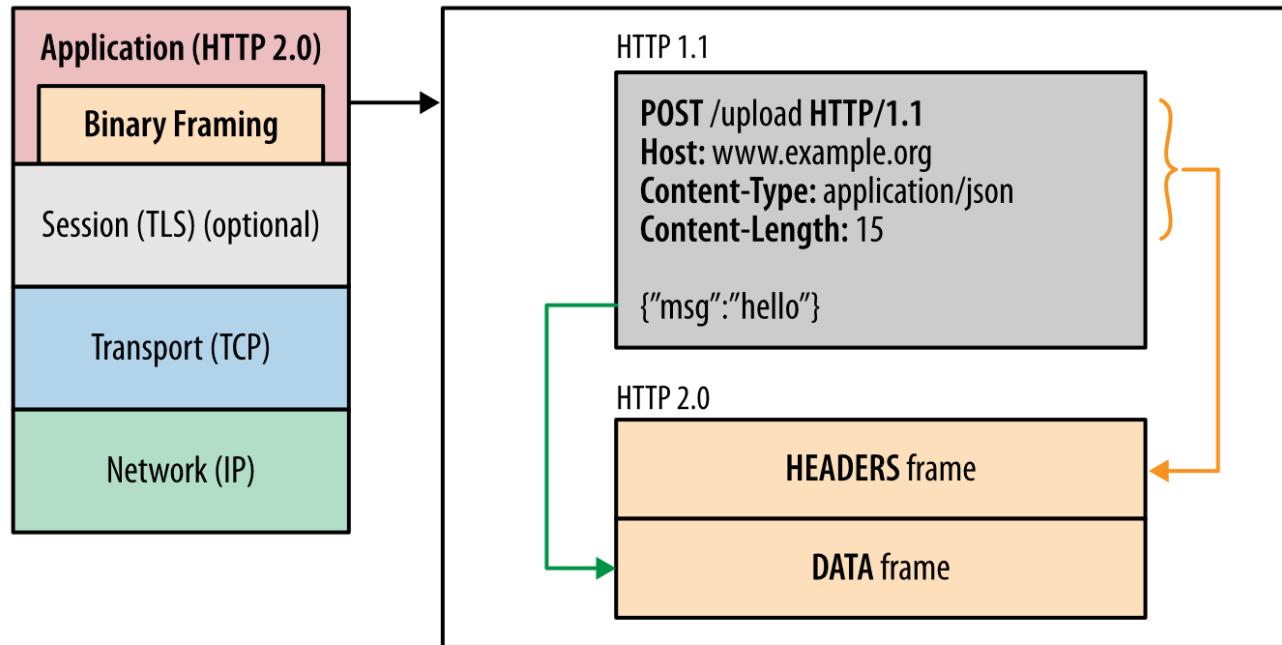 Application (HTTP 2.0)
Binary Framing
Session (TLS) (optional)
Transport (TCP)
Network (IP)
HTTP 1.1
POST /upload HTTP/1.1
Host: www.example.org
Content-Type: application/json
Content-Length: 15
{”msg”:”hello”}
HTTP 2.0
HEADERS frame
DATA frame